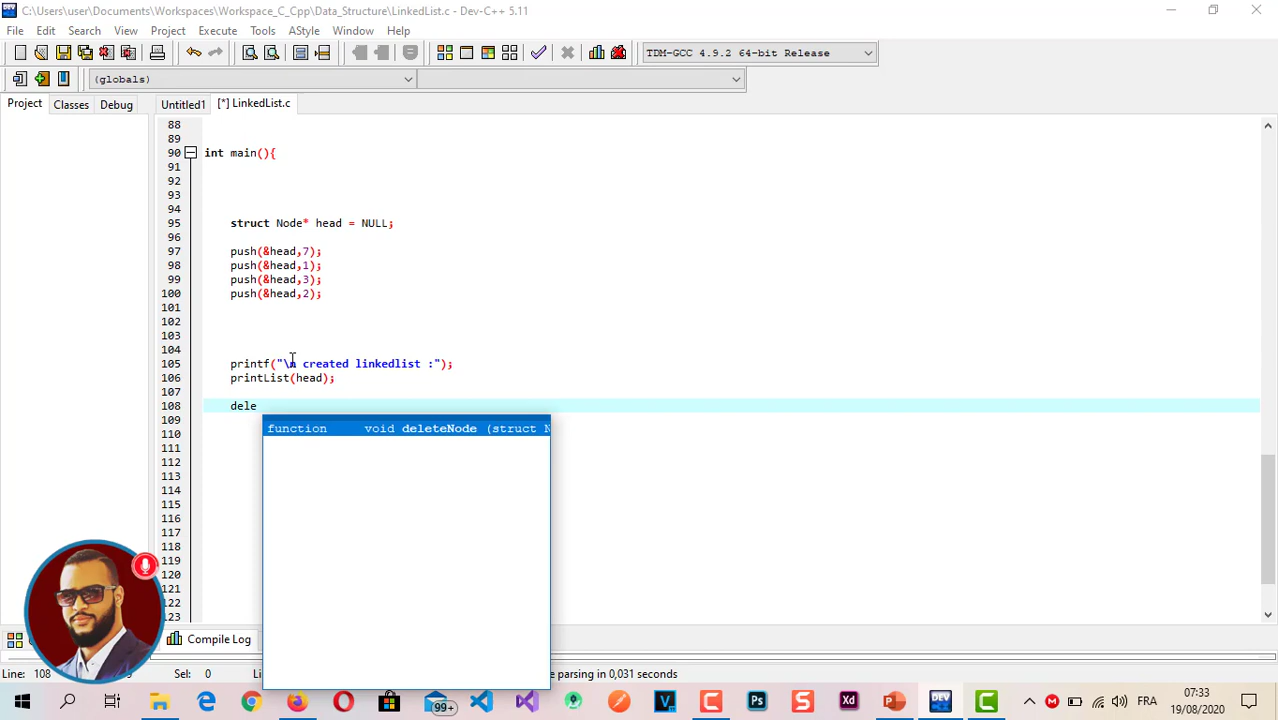 C:\Users\user\Documents\Workspaces\Workspace_C_Cpp\Data_Structure\LinkedList.c - Dev-C++ 5.11
File Edit Search View Project Execute Tools AStyle Window Help
TDM-GCC 4.9.2 64-bit Release
(globals)
Project Classes Debug Untitled1 [*] LinkedList.c
88
89
90 int main(){
91
92
93
94
95 struct Node* head = NULL;
96
97 push(&head,7);
98 push(&head,1);
99 push(&head,3);
100 push(&head,2);
101
102
103
104
105 printf("\n created linkedlist :");
106 printList(head);
107
108 dele
109
function void deleteNode (struct N
110
111
112
113
114
115
116
117
118
119
120
121
122
123
Compile Log
Line: 108 Sel: 0 parsing in 0,031 seconds
99+ Ps Xd DEV FRA 07:33
19/08/2020